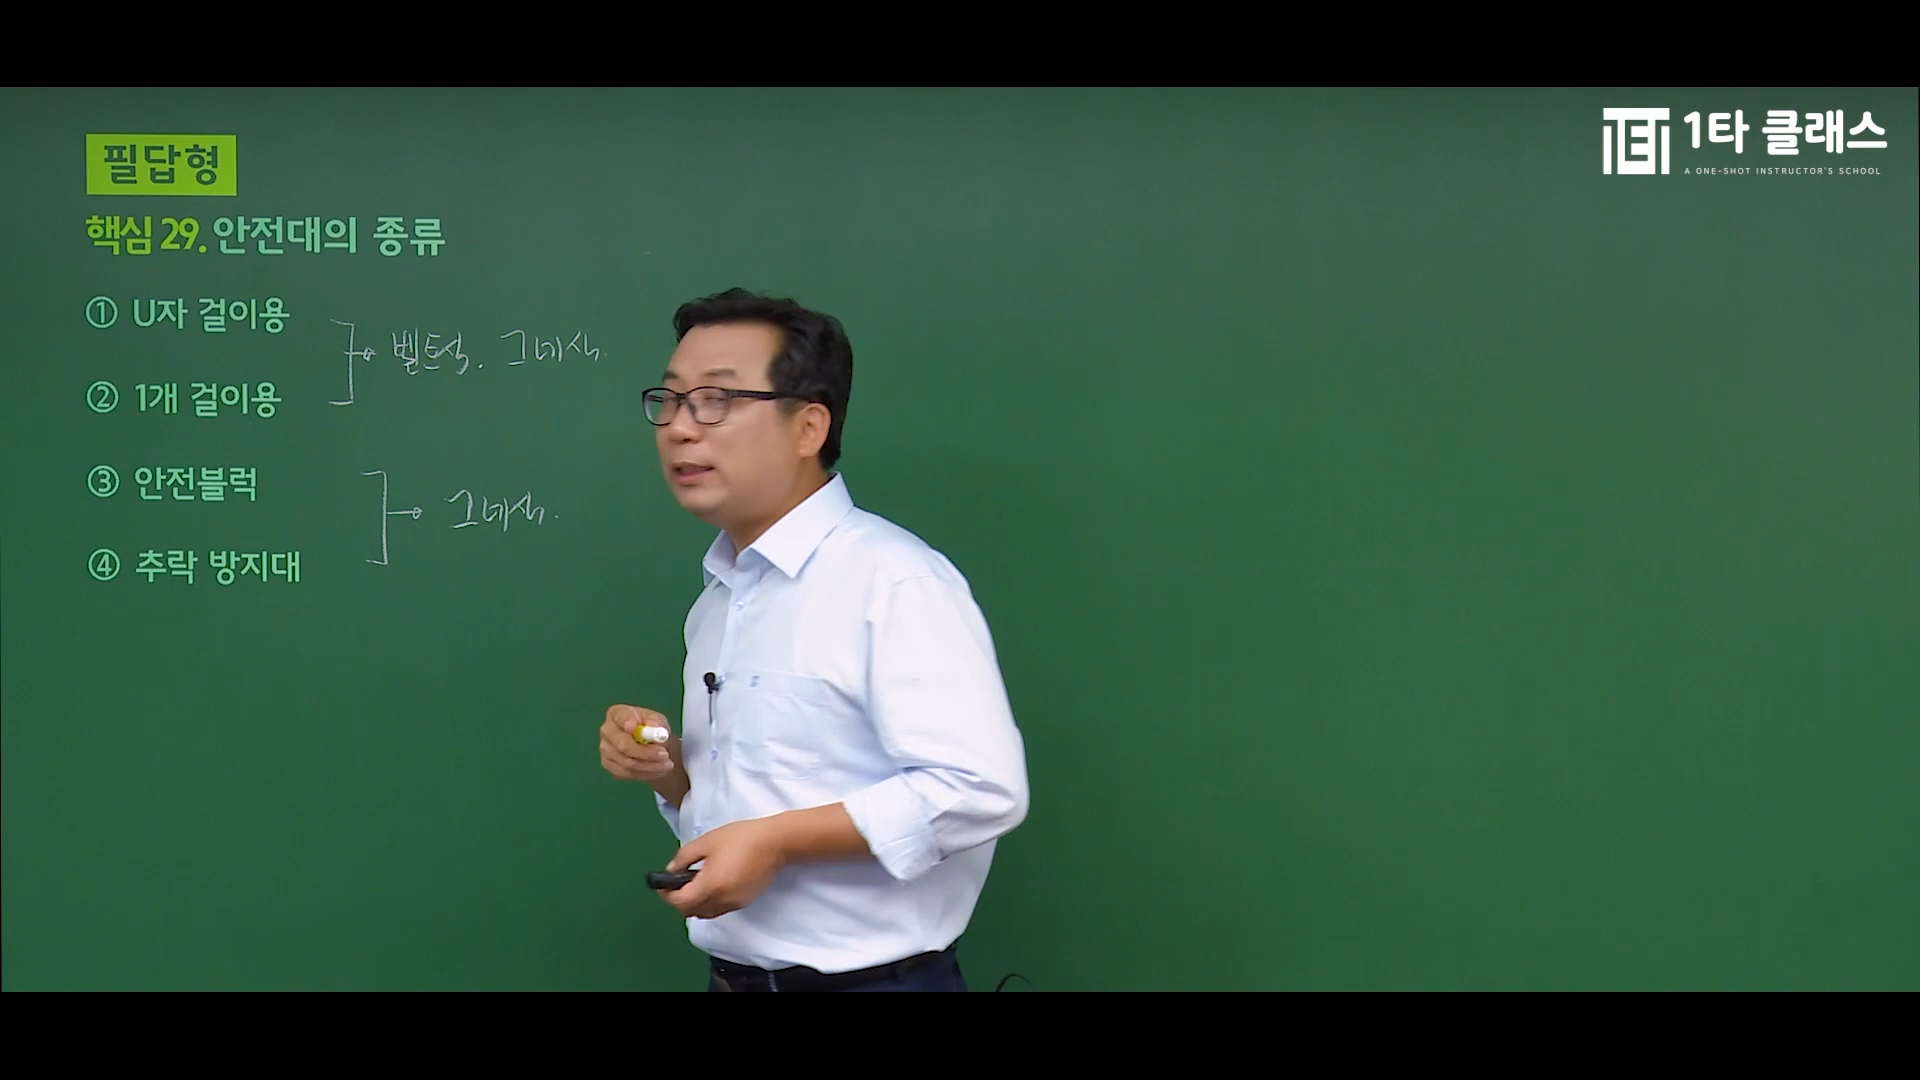 1타 클래스
A ONE-SHOT INSTRUCTOR'S SCHOOL
필답형
핵심 29. 안전대의 종류
① U자 걸이용
② 1개 걸이용
벨트식. 그네식.
③ 안전블럭
④ 추락 방지대
그네식.